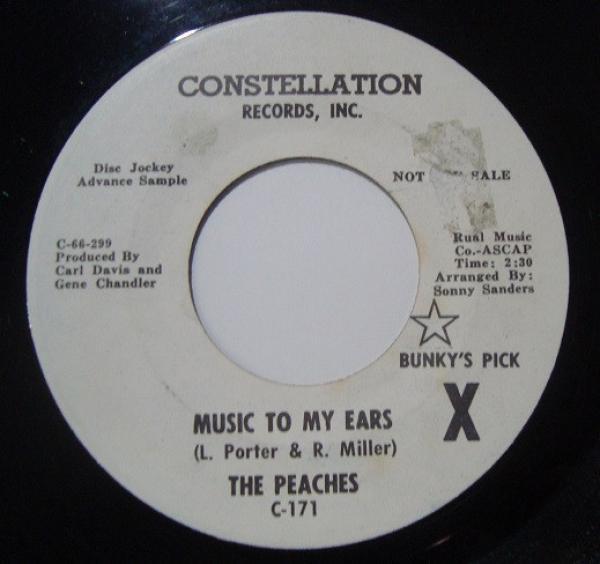 CONSTELLATION
RECORDS, INC.
Disc Jockey
Advance Sample
NOT SALE
C-66-299
Produced By
Carl Davis and
Gene Chandler
Rual Music
Co.-ASCAP
Time: 2:30
Arranged By:
Sonny Sanders
BUNKY'S PICK
X
MUSIC TO MY EARS
(L. Porter & R. Miller)
THE PEACHES
C-171